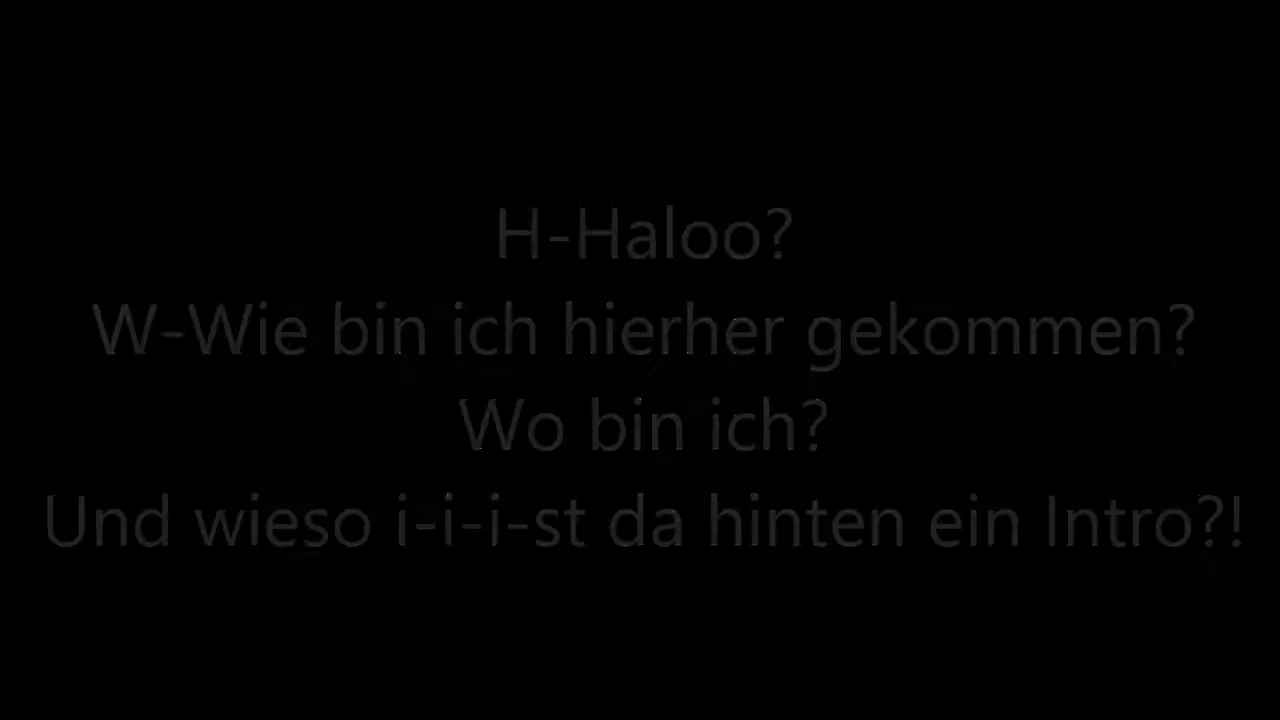 H-Haloo?
W-Wie bin ich hierher gekommen?
Wo bin ich?
Und wieso i-i-i-st da hinten ein Intro?!